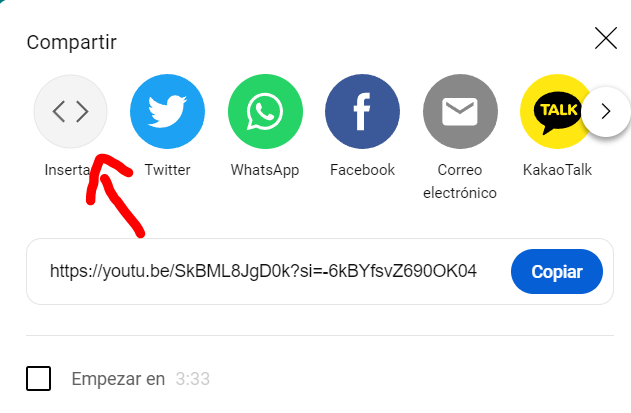 Compartir
TALK
Inserta
Twitter
WhatsApp
Facebook
Correo
electrónico
KakaoTalk
https://youtu.be/SkBML8JgD0k?si=-6kBYfsvZ690OK04
Copiar
Empezar en 3:33